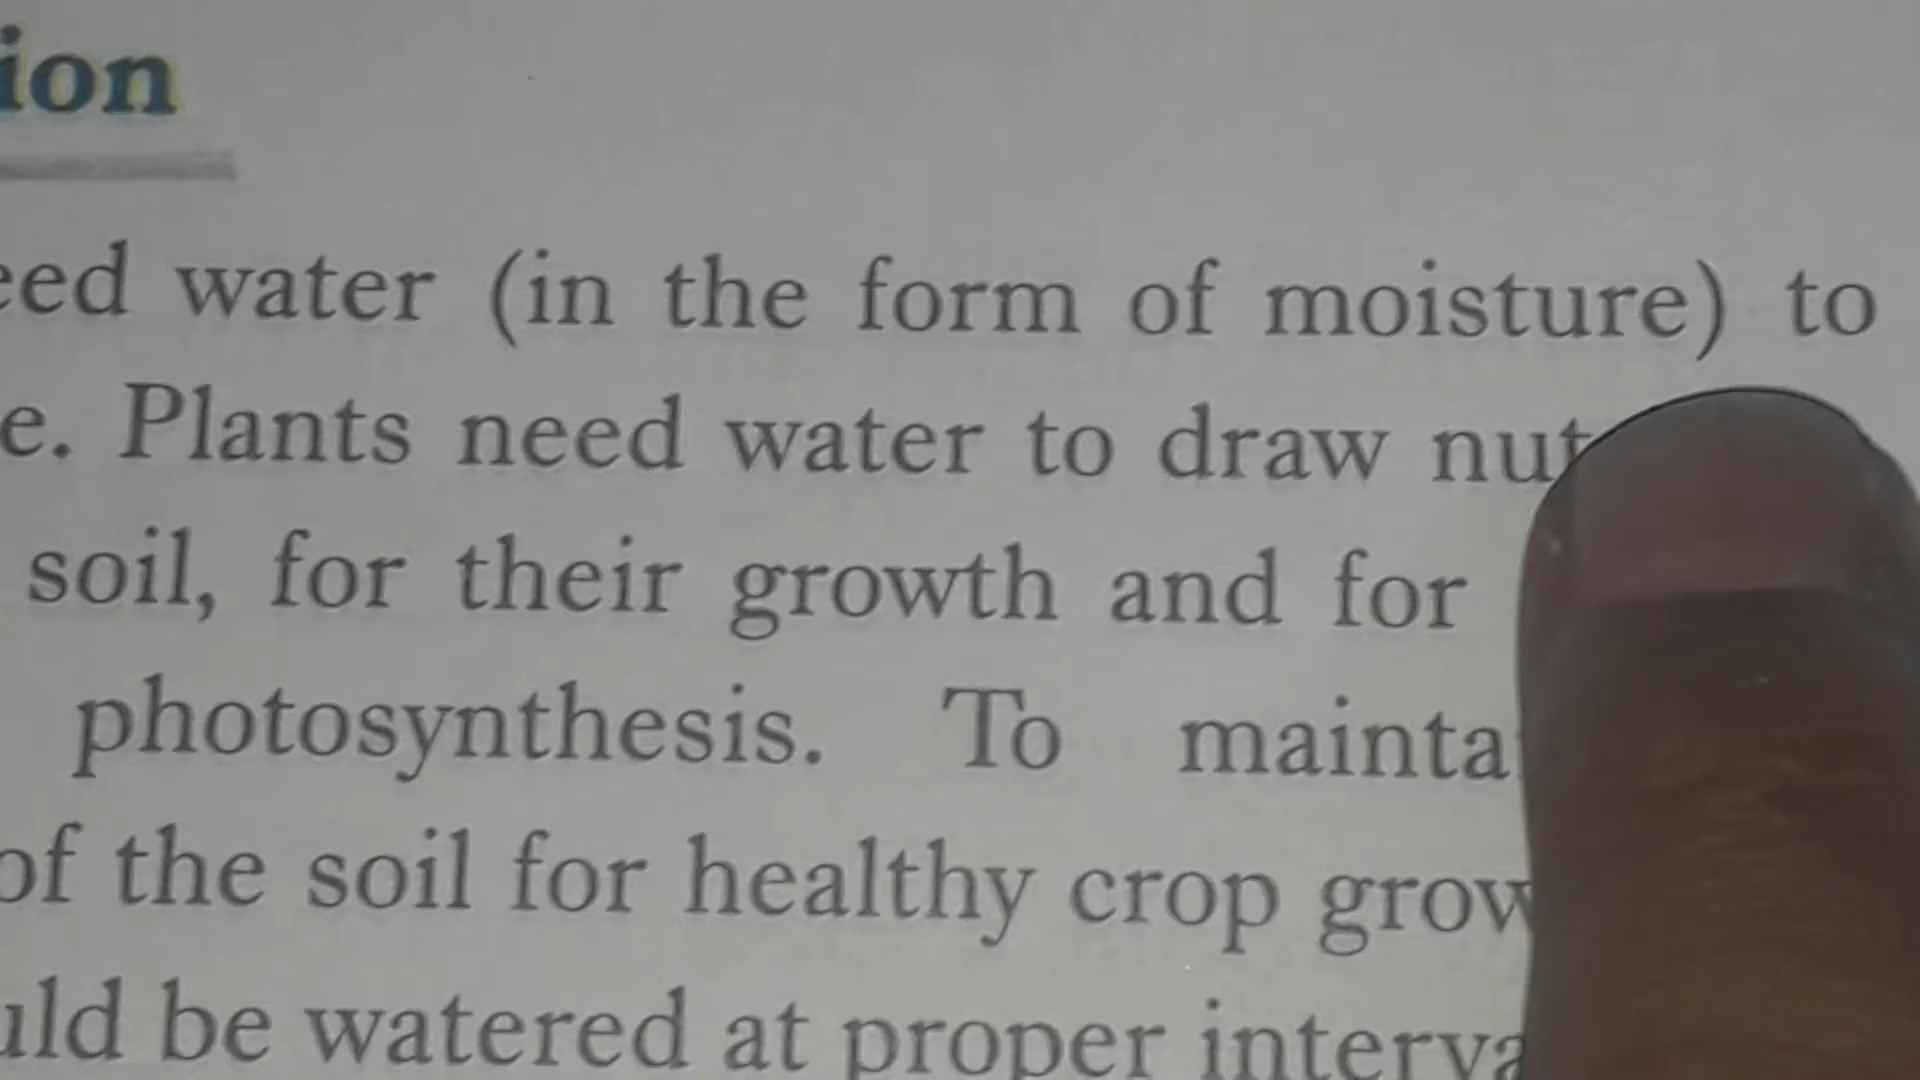 ion
eed water (in the form of moisture) to
e. Plants need water to draw nut
soil, for their growth and for
photosynthesis. To mainta
of the soil for healthy crop grow
uld be watered at proper interva